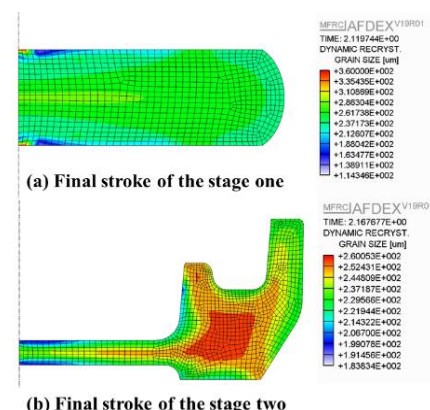 MFRC|AFDEX V19R01
TIME: 2.119744E+00
DYNAMIC RECRYST.
GRAIN SIZE [um]
+3.60000E+002
+3.35435E+002
+3.10869E+002
+2.86304E+002
+2.61738E+002
+2.37173E+002
+2.12607E+002
+1.88042E+002
+1.63477E+002
+1.38911E+002
+1.14346E+002
(a) Final stroke of the stage one
MFRC|AFDEX V19R0
TIME: 2.167677E+00
DYNAMIC RECRYST.
GRAIN SIZE [um]
+2.60053E+002
+2.52431E+002
+2.44809E+002
+2.37187E+002
+2.29566E+002
+2.21944E+002
+2.14322E+002
+2.06700E+002
+1.99078E+002
+1.91456E+002
+1.83834E+002
(b) Final stroke of the stage two